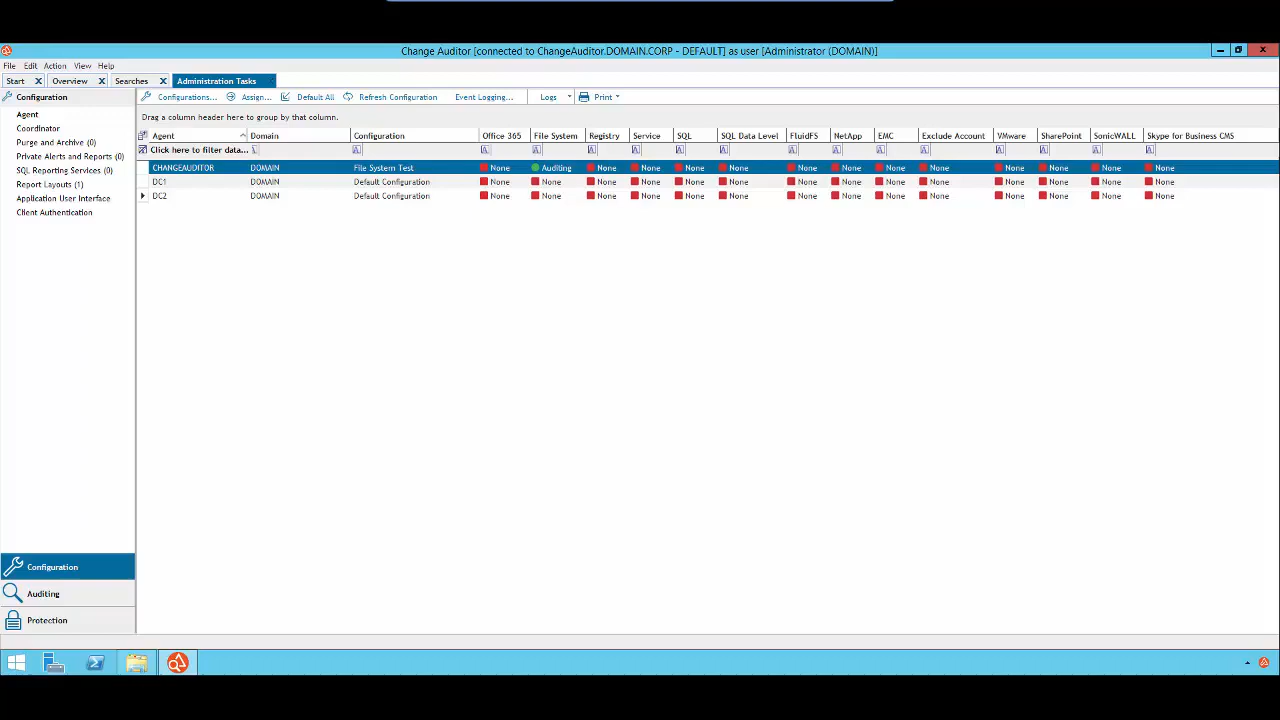 Change Auditor [connected to ChangeAuditor.DOMAIN.CORP - DEFAULT] as user [Administrator (DOMAIN)]
File Edit Action View Help
Start Overview Searches Administration Tasks
Configuration Configurations... Assign... Default All Refresh Configuration Event Logging... Logs Print
Agent
Coordinator
Purge and Archive (0)
Private Alerts and Reports (0)
SQL Reporting Services (0)
Report Layouts (1)
Application User Interface
Client Authentication
Drag a column header here to group by that column.
Agent Domain Configuration Office 365 File System Registry Service SQL SQL Data Level FluidFS NetApp EMC Exclude Account VMware SharePoint SonicWALL Skype for Business CMS
Click here to filter data...
CHANGEAUDITOR DOMAIN File System Test None Auditing None None None None None None None None None None None None
DC1 DOMAIN Default Configuration None None None None None None None None None None None None None None
DC2 DOMAIN Default Configuration None None None None None None None None None None None None None None
Configuration
Auditing
Protection